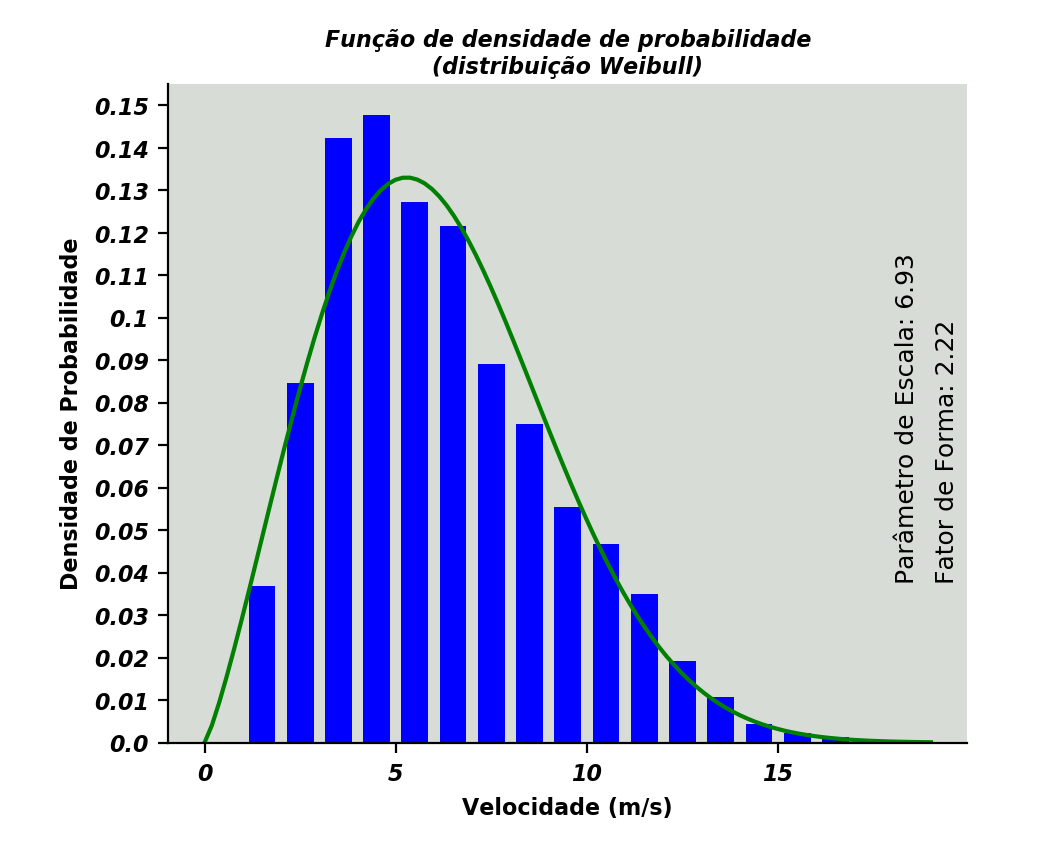 Função de densidade de probabilidade
(distribuição Weibull)
Densidade de Probabilidade
0.15
0.14
0.13
0.12
0.11
0.1
0.09
0.08
0.07
0.06
0.05
0.04
0.03
0.02
0.01
0.0
0 5 10 15
Velocidade (m/s)
Parâmetro de Escala: 6.93
Fator de Forma: 2.22